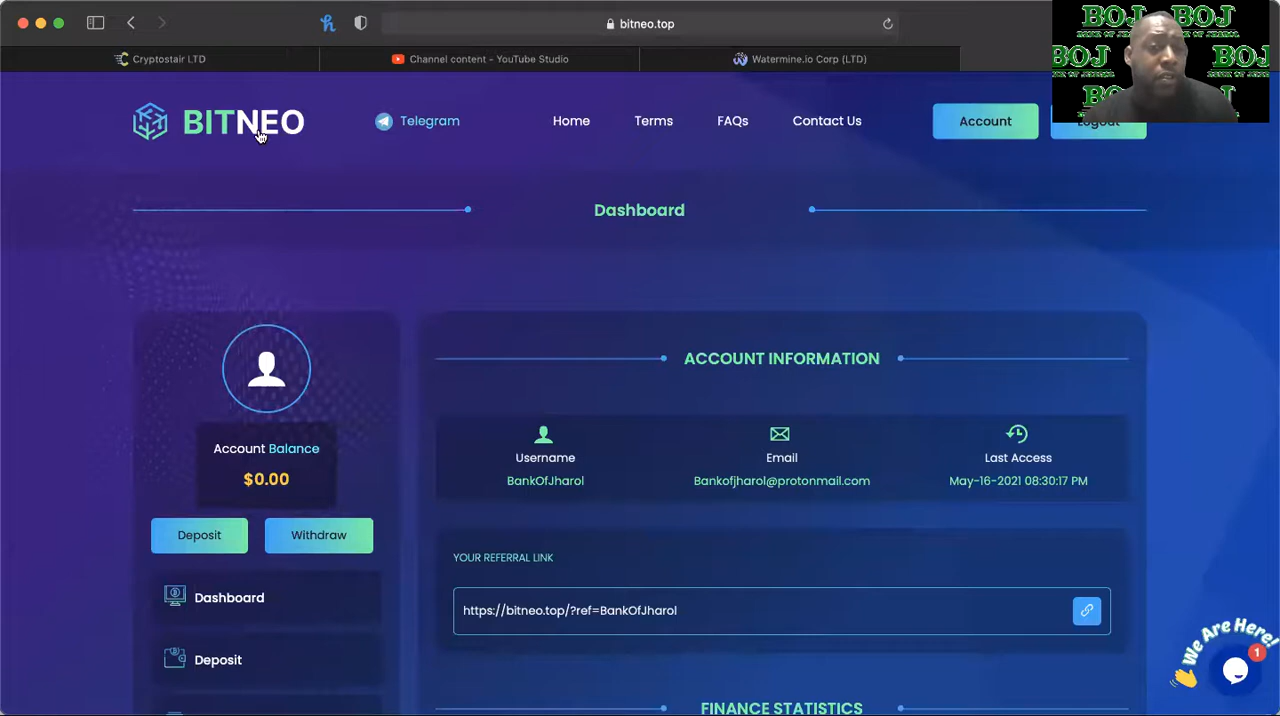 bitneo.top
Cryptostair LTD
Channel content - YouTube Studio
Watermine.io Corp (LTD)
BOJ BOJ
BOJ BOJ
BITNEO
Telegram
Home
Terms
FAQs
Contact Us
Account
Logout
Dashboard
Account Balance
$0.00
Deposit
Withdraw
Dashboard
Deposit
ACCOUNT INFORMATION
Username
BankOfJharol
Email
Bankofjharol@protonmail.com
Last Access
May-16-2021 08:30:17 PM
YOUR REFERRAL LINK
https://bitneo.top/?ref=BankOfJharol
FINANCE STATISTICS
We Are Here!
1